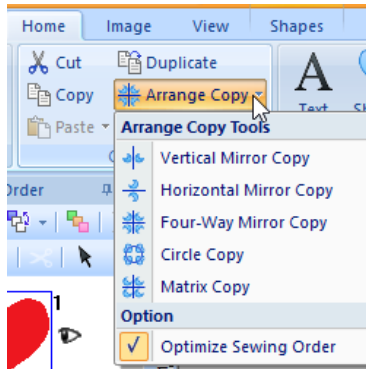 Home Image View Shapes
Cut Duplicate
Copy Arrange Copy
Paste Text
Arrange Copy Tools
Vertical Mirror Copy
Horizontal Mirror Copy
Four-Way Mirror Copy
Circle Copy
Matrix Copy
Option
Optimize Sewing Order
1